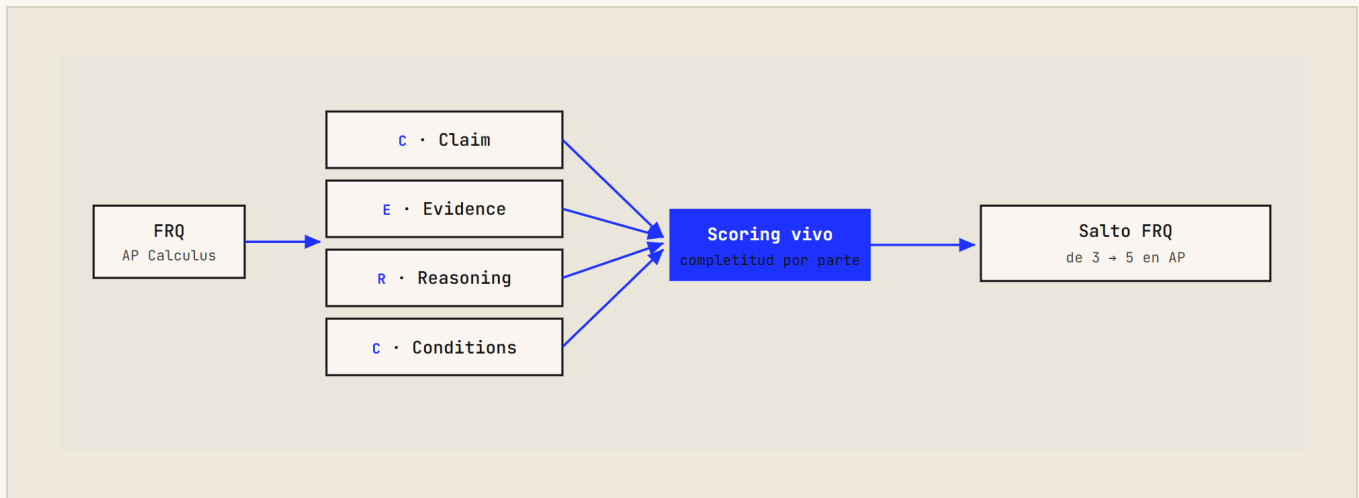 FRQ
AP Calculus
C · Claim
E · Evidence
R · Reasoning
C · Conditions
Scoring vivo
completitud por parte
Salto FRQ
de 3 → 5 en AP